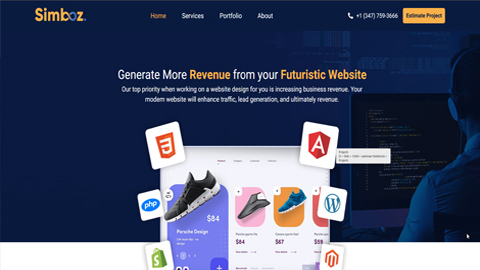 Simboz.
Home
Services
Portfolio
About
+1 (347) 759-3666
Estimate Project
Generate More Revenue from your Futuristic Website
Our top priority when working on a website design for you is increasing business revenue. Your
modern website will enhance traffic, lead generation, and ultimately revenue.
php
$84
Porsche Design
$84
$67
$59